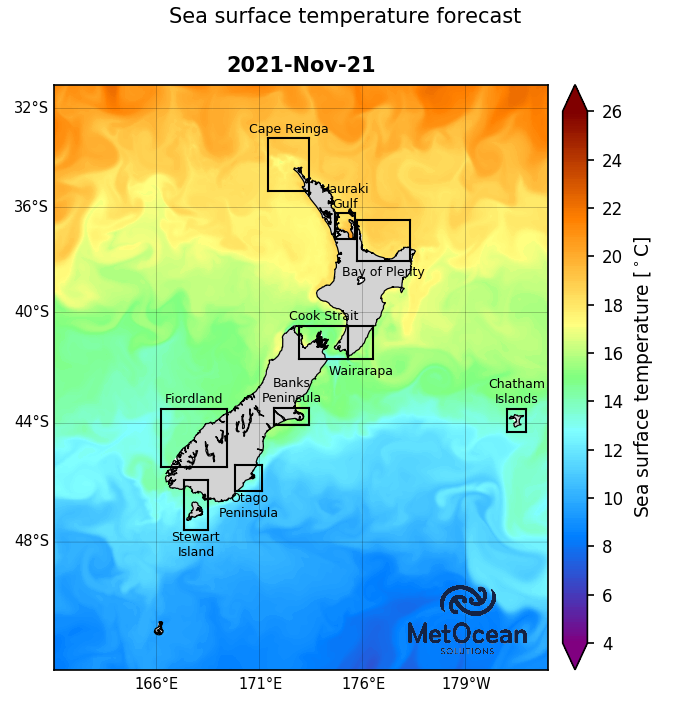 Sea surface temperature forecast
2021-Nov-21
32°S
36°S
40°S
44°S
48°S
166°E
171°E
176°E
179°W
Cape Reinga
Hauraki
Gulf
Bay of Plenty
Cook Strait
Wairarapa
Banks
Peninsula
Fiordland
Chatham
Islands
Otago
Peninsula
Stewart
Island
MetOcean
SOLUTIONS
26
24
22
20
18
16
14
12
10
8
6
4
Sea surface temperature [°C]